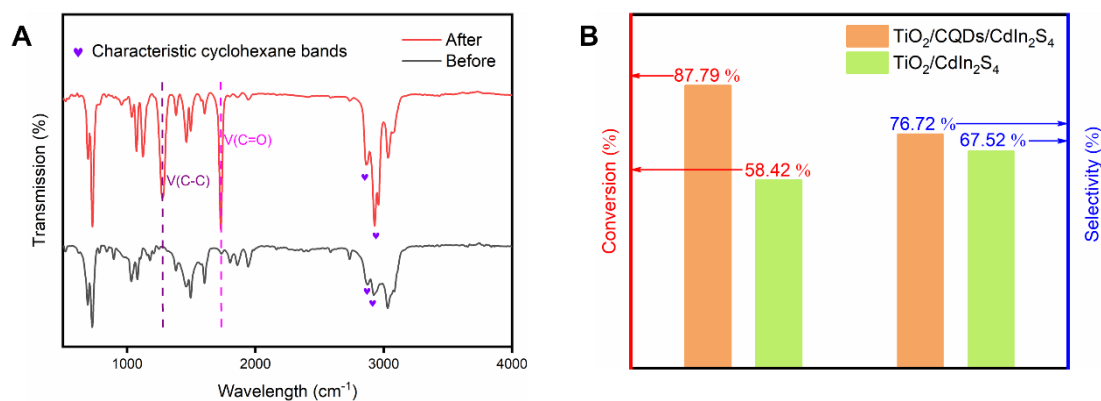 A
♥ Characteristic cyclohexane bands
After
Before
V(C=O)
V(C-C)
Transmission (%)
1000 2000 3000 4000
Wavelength (cm⁻¹)
B
TiO₂/CQDs/CdIn₂S₄
TiO₂/CdIn₂S₄
87.79 %
76.72 %
67.52 %
58.42 %
Conversion (%)
Selectivity (%)